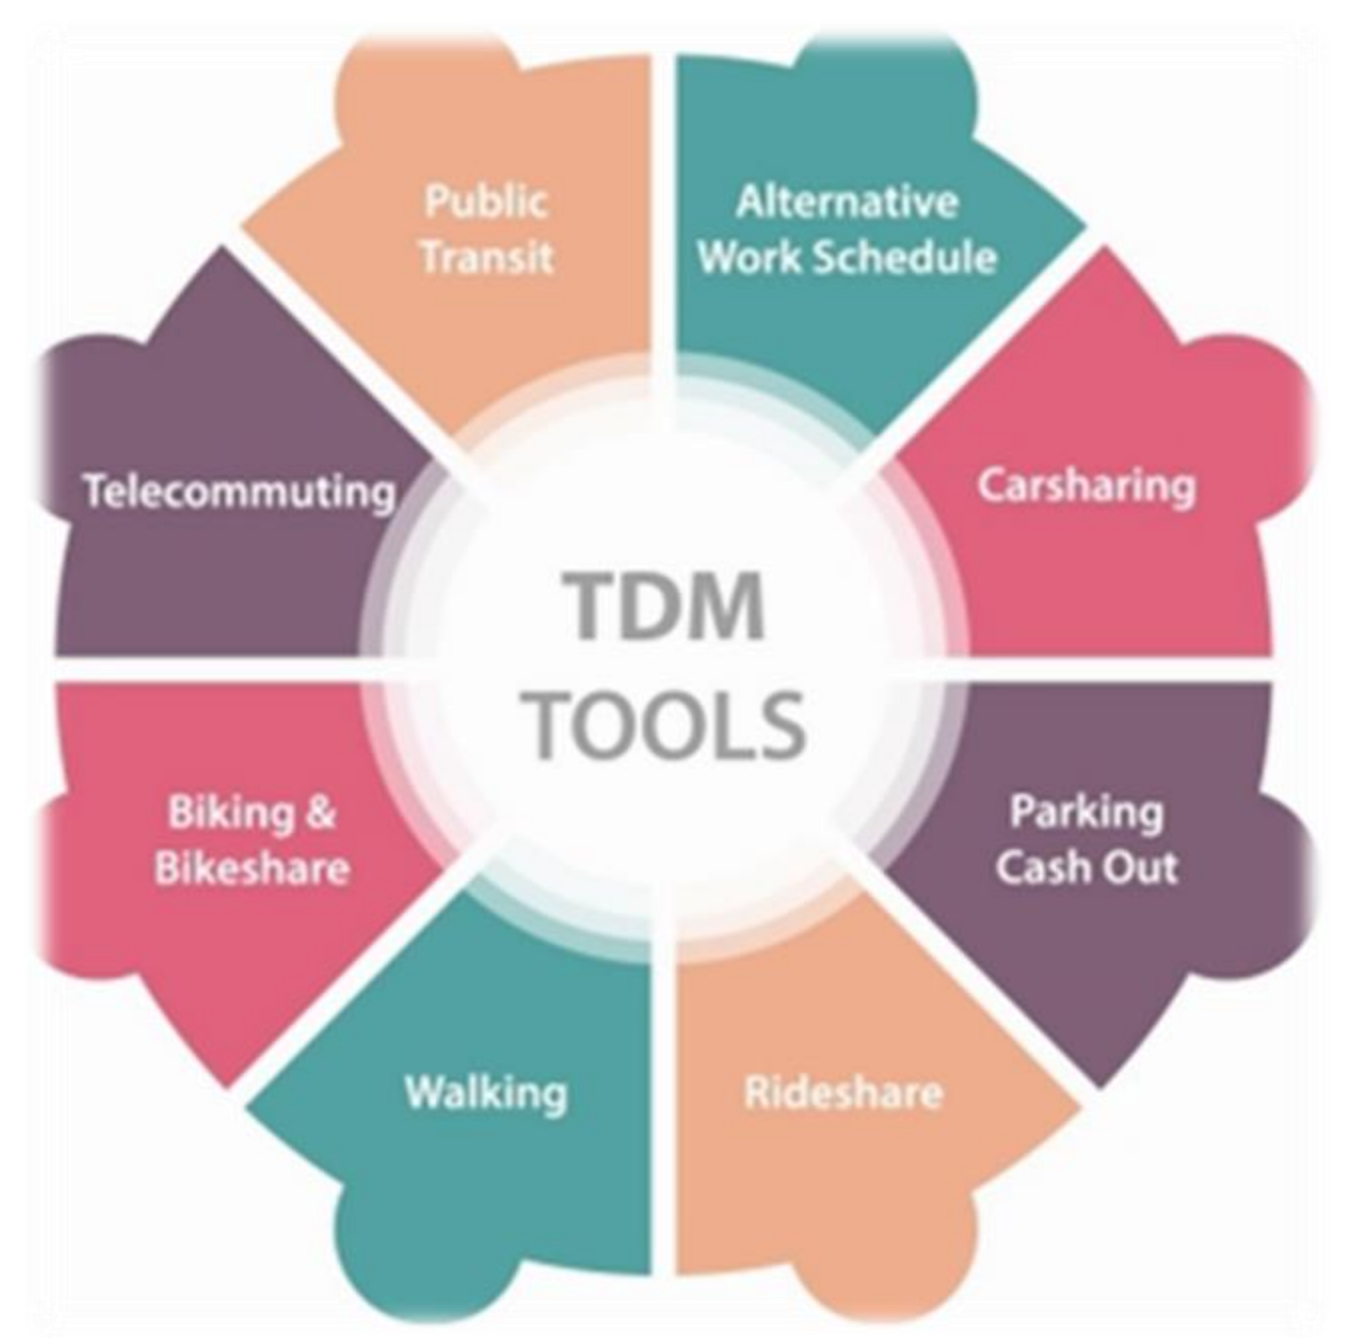 Public
Transit
Alternative
Work Schedule
Telecommuting
Carsharing
TDM
TOOLS
Biking &
Bikeshare
Parking
Cash Out
Walking
Rideshare